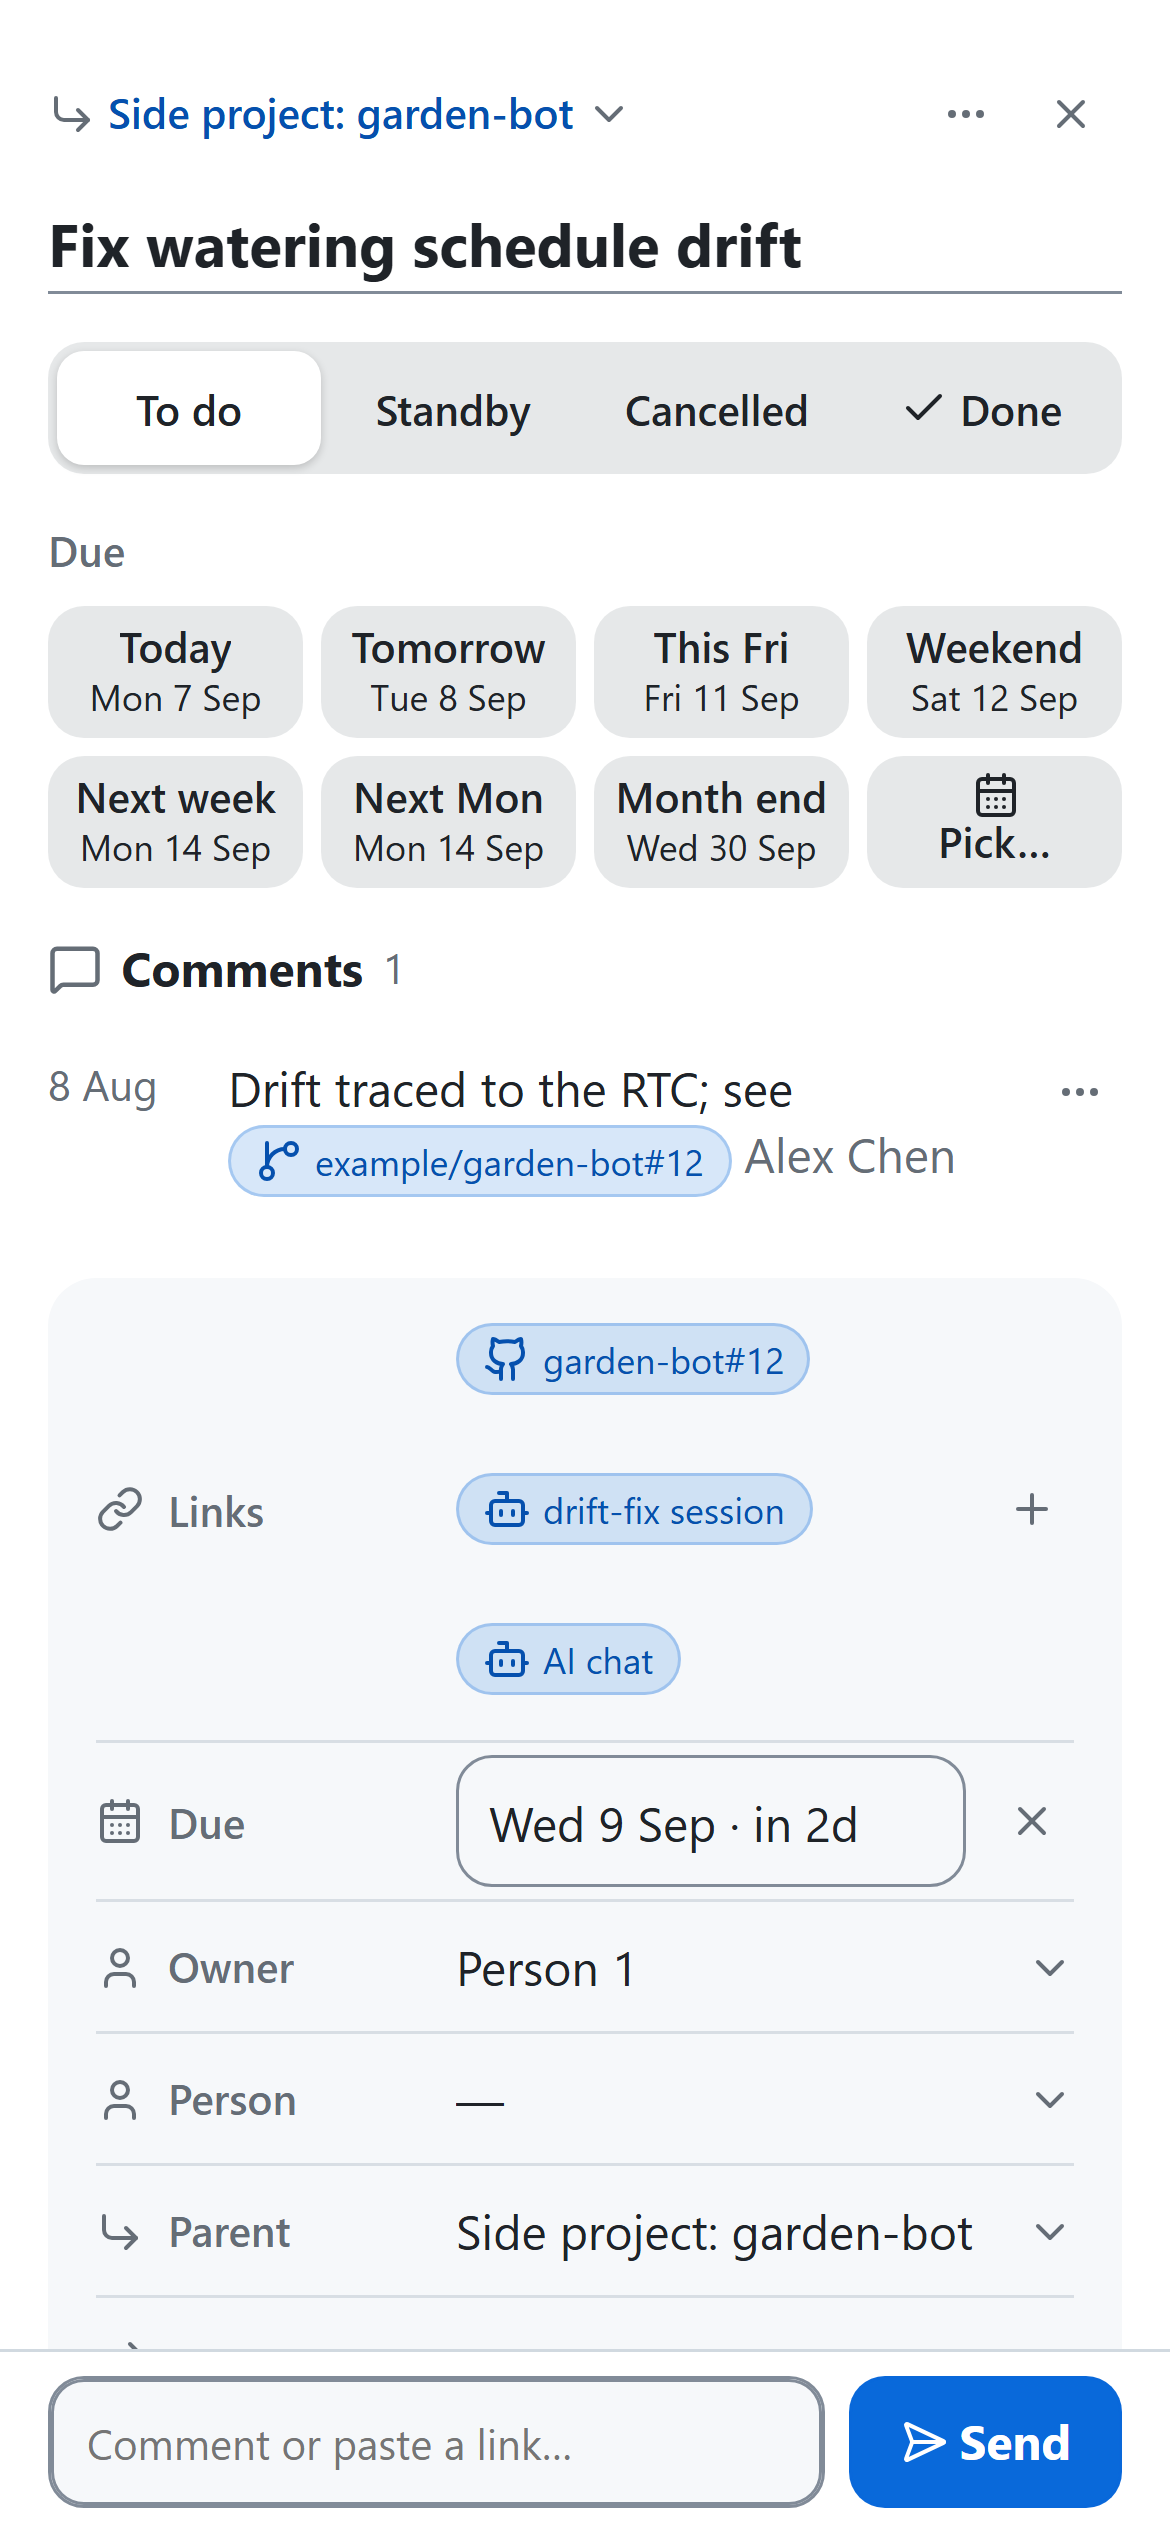 Side project: garden-bot
Fix watering schedule drift
To do Standby Cancelled Done
Due
Today Tomorrow This Fri Weekend
Mon 7 Sep Tue 8 Sep Fri 11 Sep Sat 12 Sep
Next week Next Mon Month end
Mon 14 Sep Mon 14 Sep Wed 30 Sep Pick...
Comments 1
8 Aug Drift traced to the RTC; see
example/garden-bot#12 Alex Chen
garden-bot#12
Links drift-fix session
AI chat
Due Wed 9 Sep · in 2d
Owner Person 1
Person —
Parent Side project: garden-bot
Comment or paste a link... Send